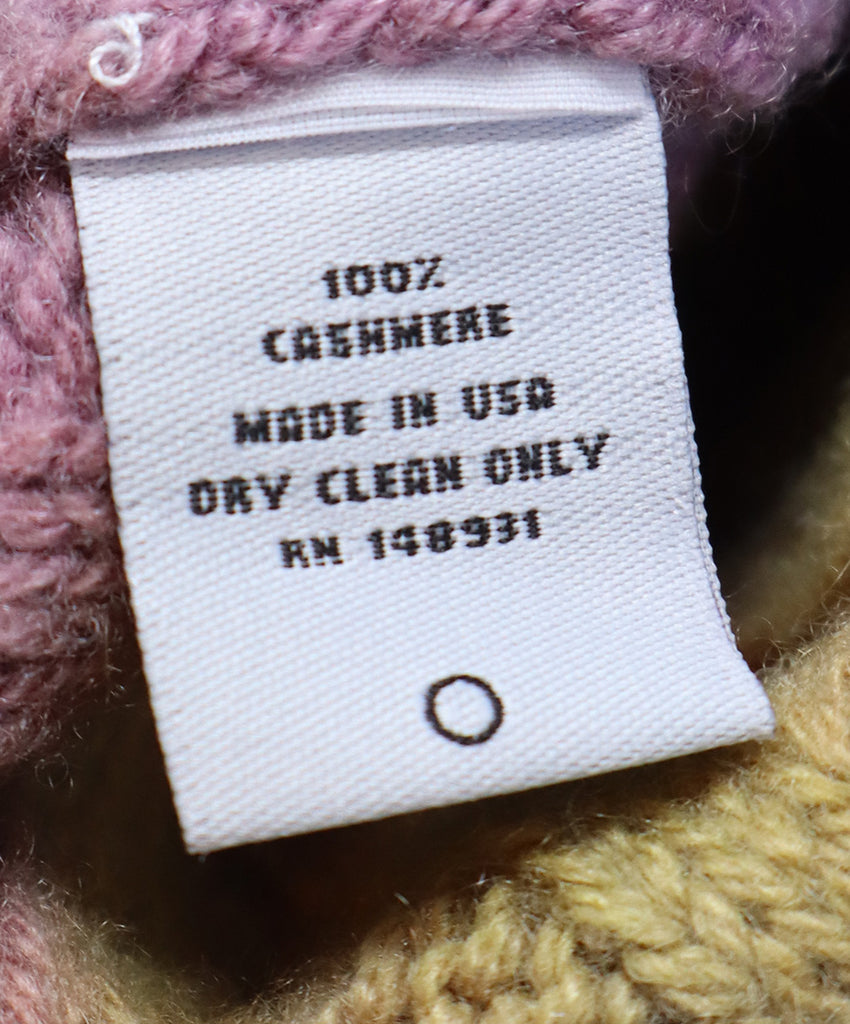 100%
CASHMERE
MADE IN USA
DRY CLEAN ONLY
RN 148931